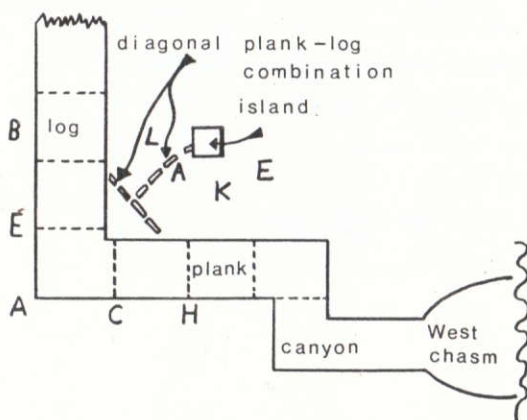 diagonal plank-log
combination
island
B log L
A K E
E
plank
A C H
canyon West
chasm